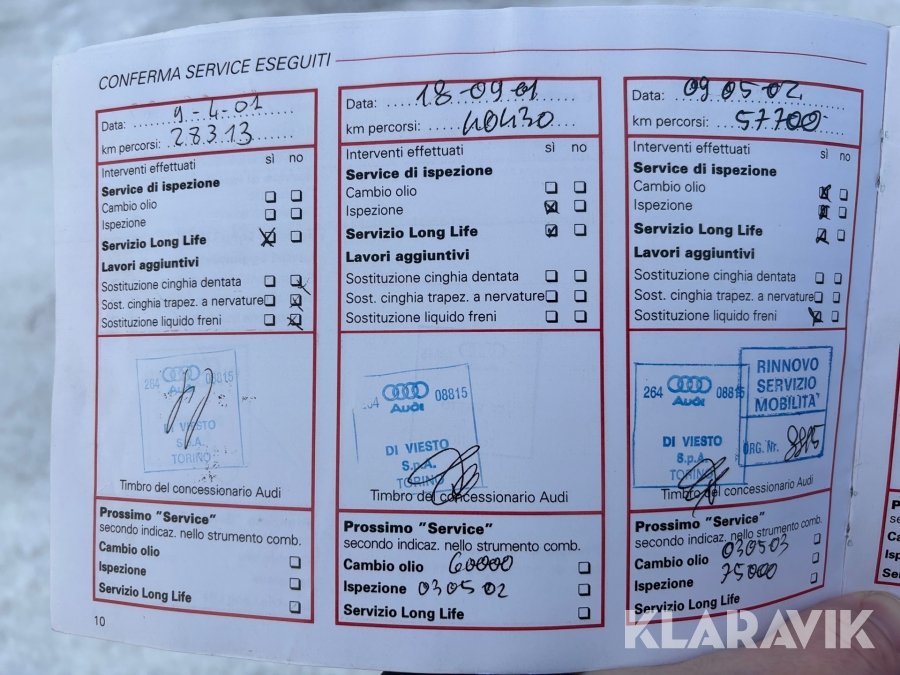 CONFERMA SERVICE ESEGUITI
Data: 9-4-01
km percorsi: 28313
Interventi effettuati sì no
Service di ispezione
Cambio olio
Ispezione
Servizio Long Life
Lavori aggiuntivi
Sostituzione cinghia dentata
Sost. cinghia trapez. a nervature
Sostituzione liquido freni
264 08815
Audi
DI VIESTO
S.p.A.
TORINO
Timbro del concessionario Audi
Prossimo "Service"
secondo indicaz. nello strumento comb.
Cambio olio
Ispezione
Servizio Long Life
10
Data: 18-09-01
km percorsi: 40430
Interventi effettuati sì no
Service di ispezione
Cambio olio
Ispezione
Servizio Long Life
Lavori aggiuntivi
Sostituzione cinghia dentata
Sost. cinghia trapez. a nervature
Sostituzione liquido freni
08815
Audi
DI VIESTO
S.p.A.
TORINO
Timbro del concessionario Audi
Prossimo "Service"
secondo indicaz. nello strumento comb.
Cambio olio 60000
Ispezione 030502
Servizio Long Life
Data: 09 05-02
km percorsi: 57700
Interventi effettuati sì no
Service di ispezione
Cambio olio
Ispezione
Servizio Long Life
Lavori aggiuntivi
Sostituzione cinghia dentata
Sost. cinghia trapez. a nervature
Sostituzione liquido freni
264 08815
Audi
DI VIESTO
S.p.A.
TORINO
RINNOVO
SERVIZIO
MOBILITA'
ORG. Nr. 8815
Timbro del concessionario Audi
Prossimo "Service"
secondo indicaz. nello strumento comb.
Cambio olio 030503
Ispezione 75000
Servizio Long Life
KLARAVIK